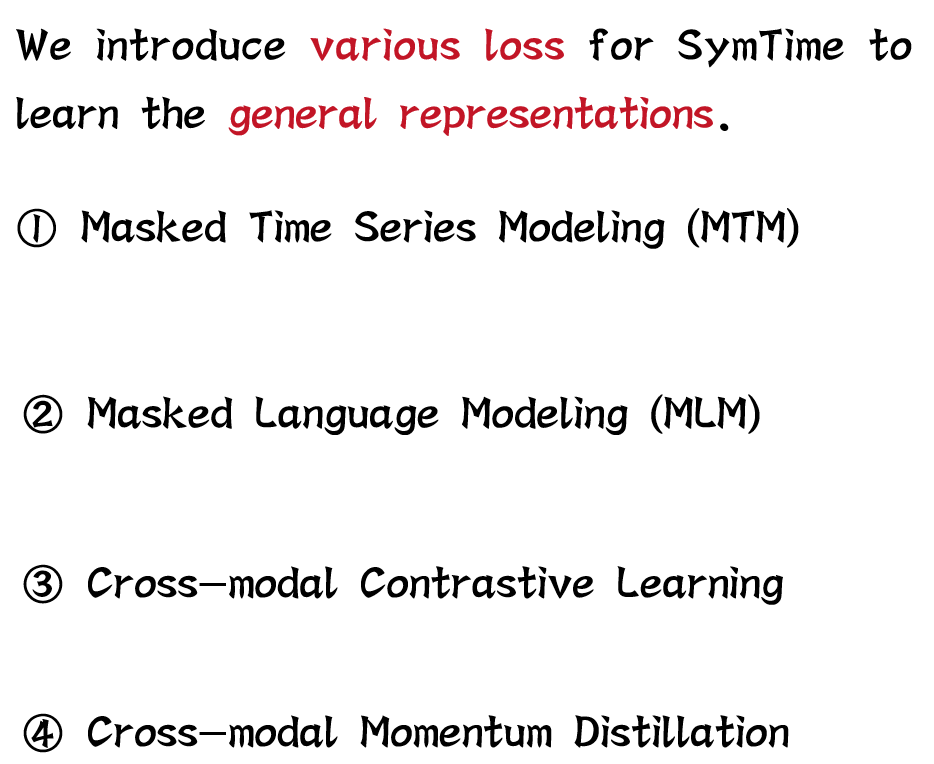 We introduce various loss for SymTime to
learn the general representations.
① Masked Time Series Modeling (MTM)
② Masked Language Modeling (MLM)
③ Cross-modal Contrastive Learning
④ Cross-modal Momentum Distillation